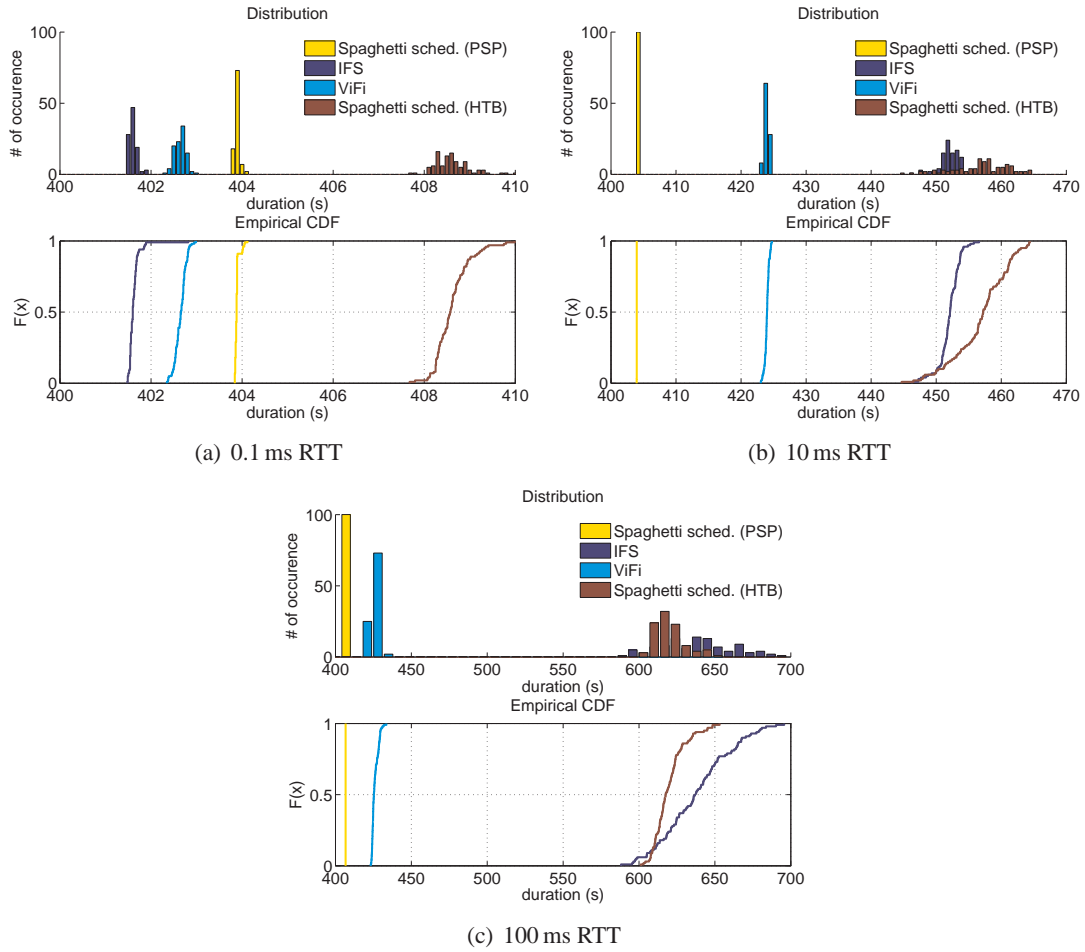 Distribution
100
50
0
# of occurence
Spaghetti sched. (PSP)
IFS
ViFi
Spaghetti sched. (HTB)
400 402 404 406 408 410
duration (s)
Empirical CDF
1
0.5
0
F(x)
400 402 404 406 408 410
duration (s)
(a) 0.1 ms RTT
Distribution
100
50
0
# of occurence
Spaghetti sched. (PSP)
IFS
ViFi
Spaghetti sched. (HTB)
400 410 420 430 440 450 460 470
duration (s)
Empirical CDF
1
0.5
0
F(x)
400 410 420 430 440 450 460 470
duration (s)
(b) 10 ms RTT
Distribution
100
50
0
# of occurence
Spaghetti sched. (PSP)
IFS
ViFi
Spaghetti sched. (HTB)
400 450 500 550 600 650 700
duration (s)
Empirical CDF
1
0.5
0
F(x)
400 450 500 550 600 650 700
duration (s)
(c) 100 ms RTT